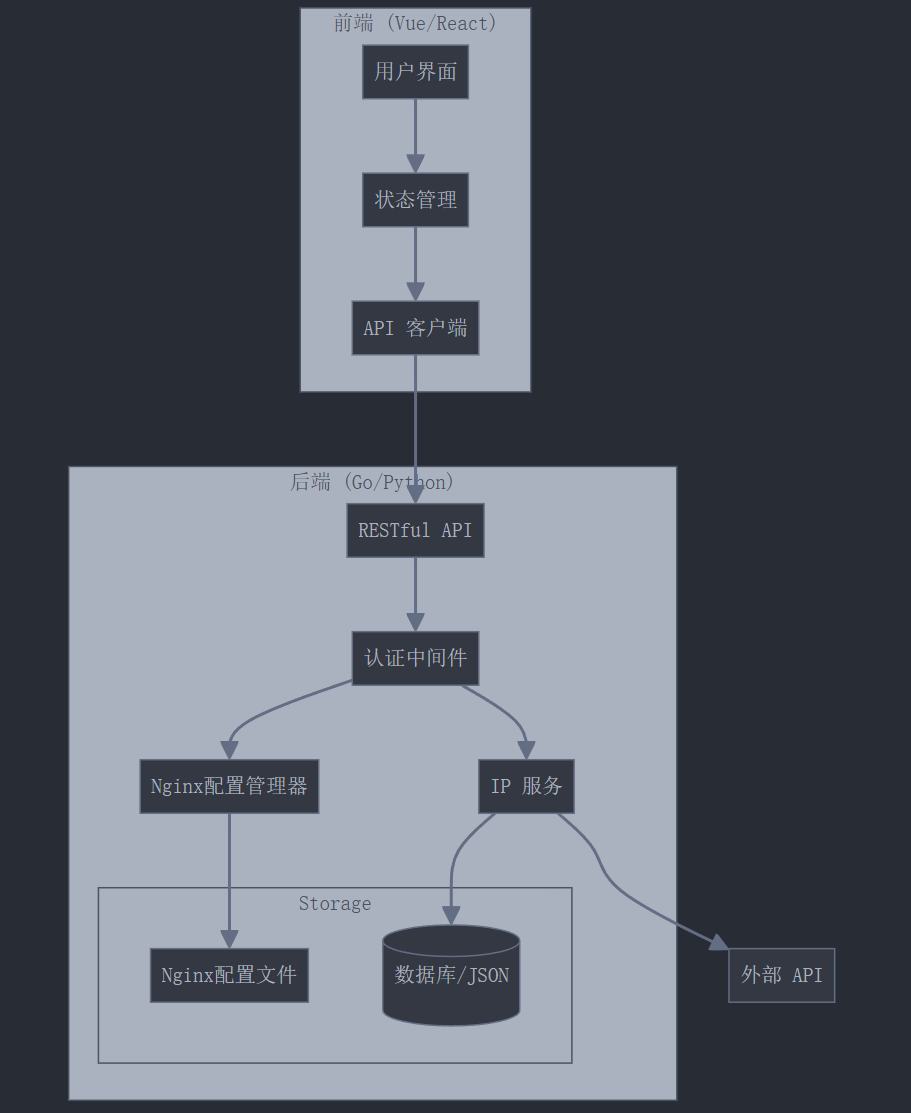 前端 (Vue/React)
用户界面
状态管理
API 客户端
后端 (Go/Python)
RESTful API
认证中间件
Nginx配置管理器
IP 服务
Storage
Nginx配置文件
数据库/JSON
外部 API